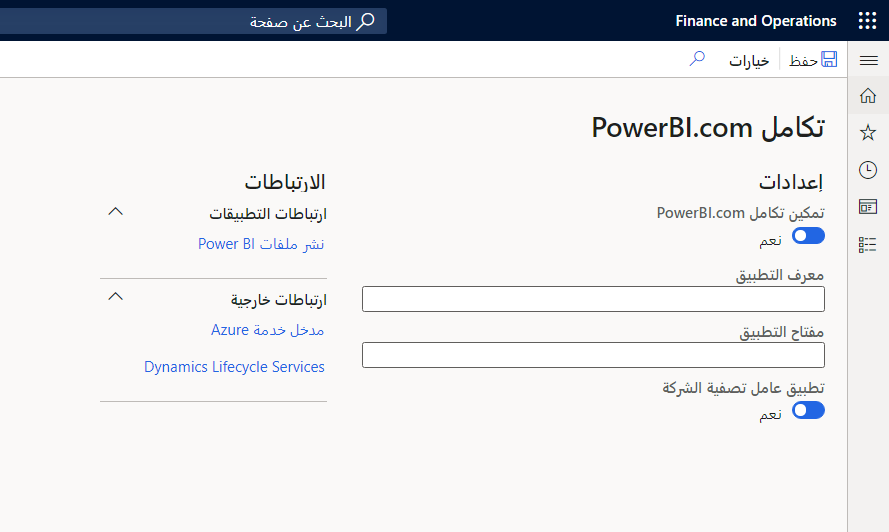 Finance and Operations
البحث عن صفحة
حفظ
خيارات
تكامل PowerBI.com
إعدادات
تمكين تكامل PowerBI.com
نعم
معرف التطبيق
مفتاح التطبيق
تطبيق عامل تصفية الشركة
نعم
الارتباطات
ارتباطات التطبيقات
نشر ملفات Power BI
ارتباطات خارجية
مدخل خدمة Azure
Dynamics Lifecycle Services